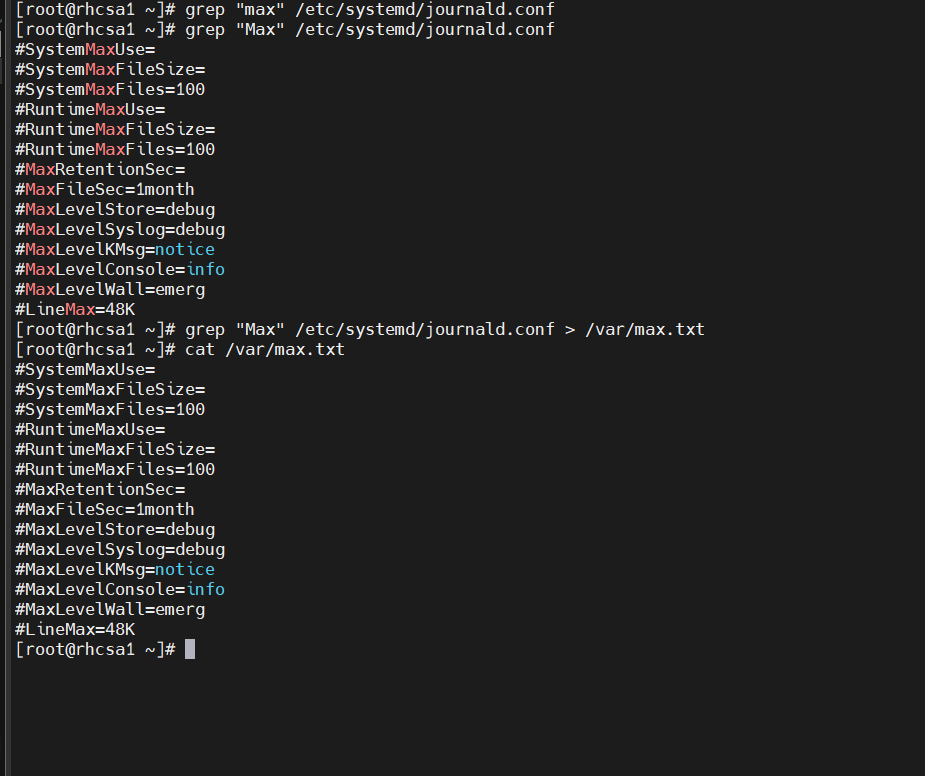 [root@rhcsa1 ~]# grep "max" /etc/systemd/journald.conf
[root@rhcsa1 ~]# grep "Max" /etc/systemd/journald.conf
#SystemMaxUse=
#SystemMaxFileSize=
#SystemMaxFiles=100
#RuntimeMaxUse=
#RuntimeMaxFileSize=
#RuntimeMaxFiles=100
#MaxRetentionSec=
#MaxFileSec=1month
#MaxLevelStore=debug
#MaxLevelSyslog=debug
#MaxLevelKMsg=notice
#MaxLevelConsole=info
#MaxLevelWall=emerg
#LineMax=48K
[root@rhcsa1 ~]# grep "Max" /etc/systemd/journald.conf > /var/max.txt
[root@rhcsa1 ~]# cat /var/max.txt
#SystemMaxUse=
#SystemMaxFileSize=
#SystemMaxFiles=100
#RuntimeMaxUse=
#RuntimeMaxFileSize=
#RuntimeMaxFiles=100
#MaxRetentionSec=
#MaxFileSec=1month
#MaxLevelStore=debug
#MaxLevelSyslog=debug
#MaxLevelKMsg=notice
#MaxLevelConsole=info
#MaxLevelWall=emerg
#LineMax=48K
[root@rhcsa1 ~]#